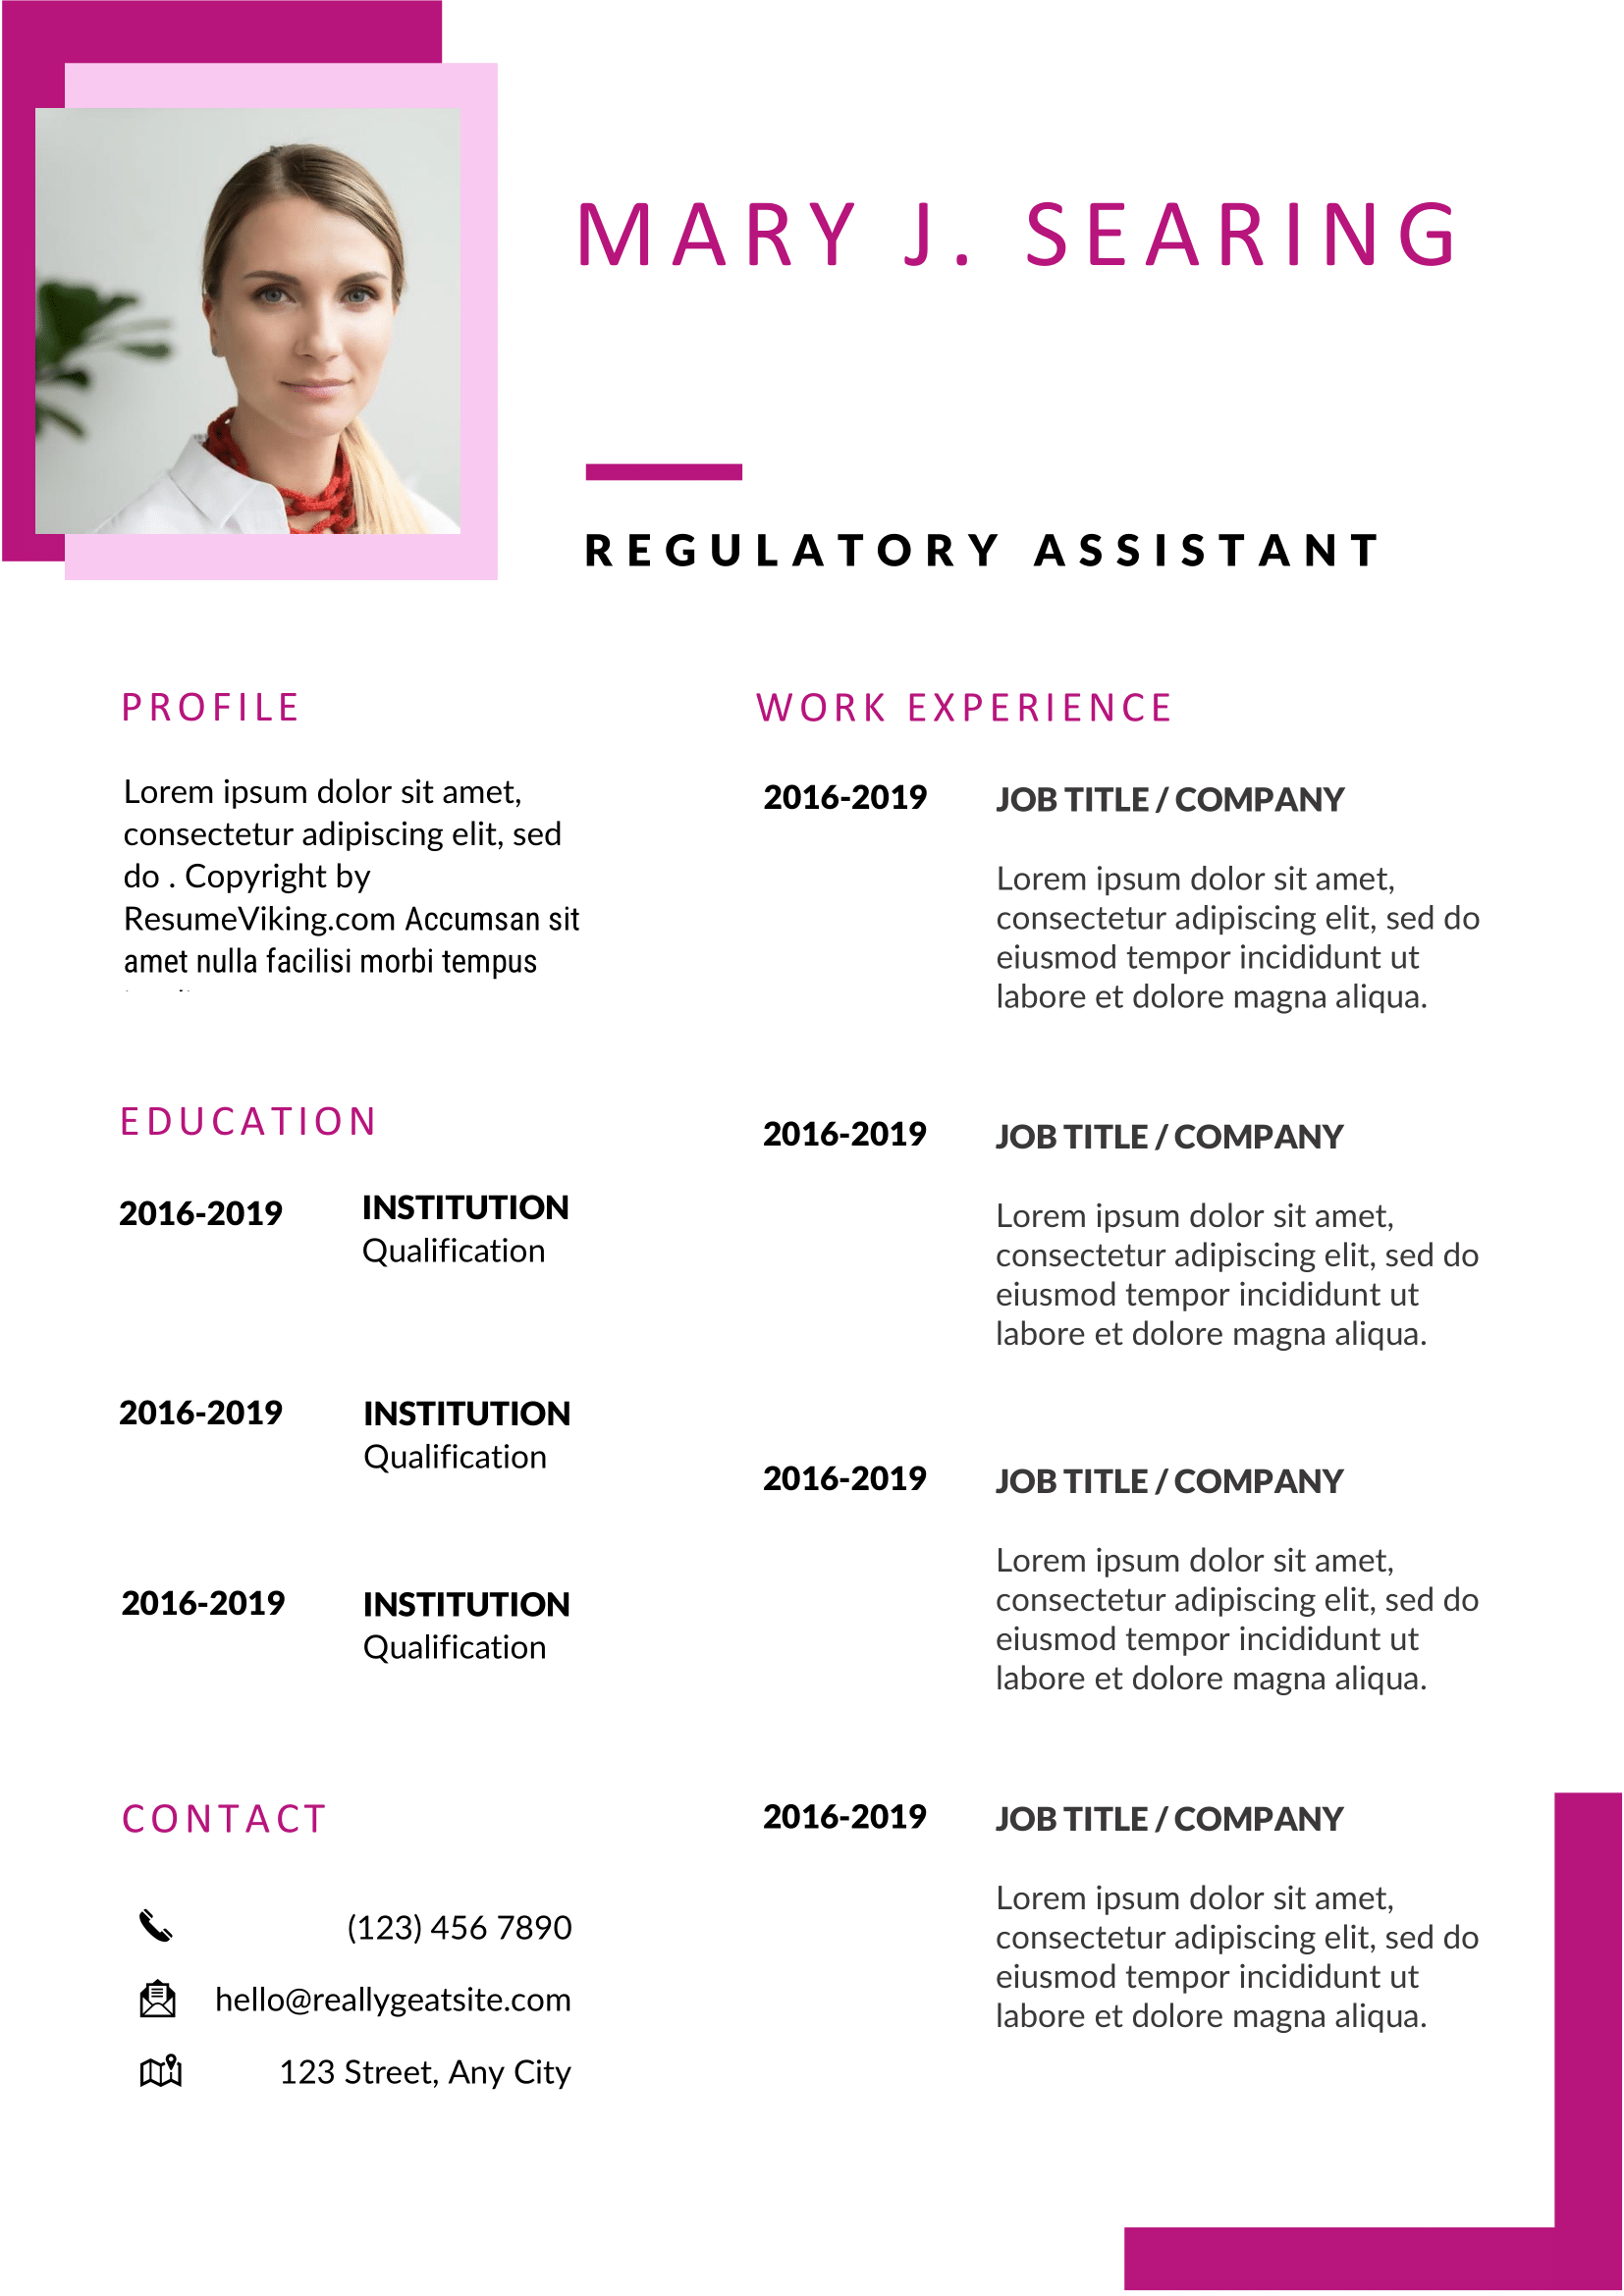 MARY J. SEARING
REGULATORY ASSISTANT
PROFILE
Lorem ipsum dolor sit amet,
consectetur adipiscing elit, sed
do . Copyright by
ResumeViking.com Accumsan sit
amet nulla facilisi morbi tempus
EDUCATION
2016-2019 INSTITUTION
Qualification
2016-2019 INSTITUTION
Qualification
2016-2019 INSTITUTION
Qualification
CONTACT
(123) 456 7890
hello@reallygeatsite.com
123 Street, Any City
WORK EXPERIENCE
2016-2019 JOB TITLE / COMPANY
Lorem ipsum dolor sit amet,
consectetur adipiscing elit, sed do
eiusmod tempor incididunt ut
labore et dolore magna aliqua.
2016-2019 JOB TITLE / COMPANY
Lorem ipsum dolor sit amet,
consectetur adipiscing elit, sed do
eiusmod tempor incididunt ut
labore et dolore magna aliqua.
2016-2019 JOB TITLE / COMPANY
Lorem ipsum dolor sit amet,
consectetur adipiscing elit, sed do
eiusmod tempor incididunt ut
labore et dolore magna aliqua.
2016-2019 JOB TITLE / COMPANY
Lorem ipsum dolor sit amet,
consectetur adipiscing elit, sed do
eiusmod tempor incididunt ut
labore et dolore magna aliqua.